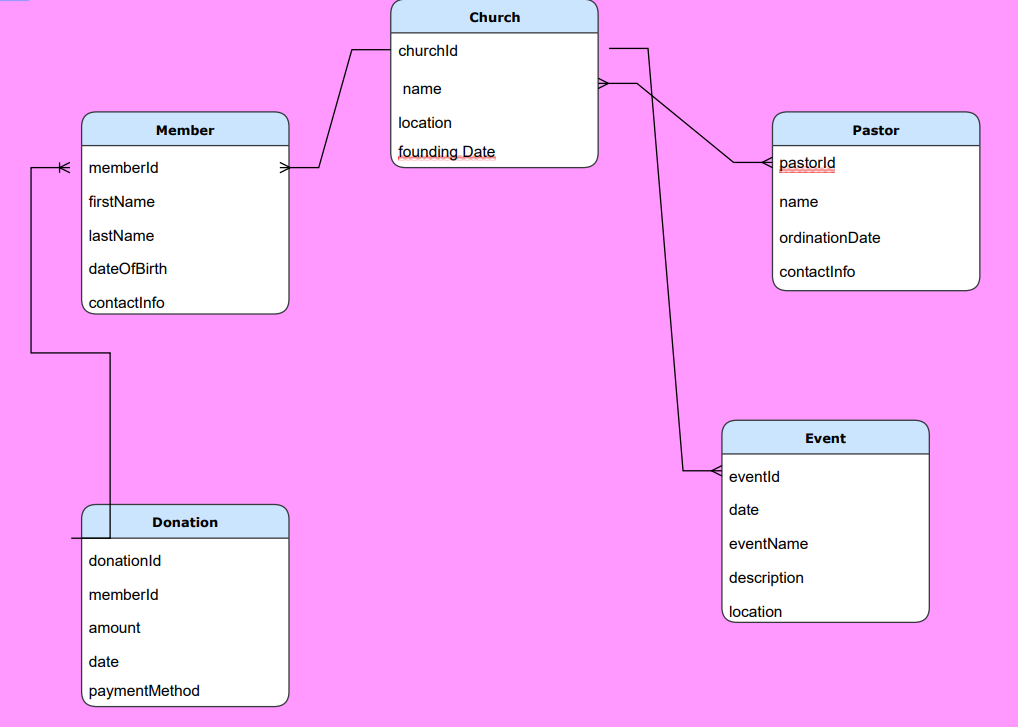 Church
churchId
name
location
founding Date
Member
memberId
firstName
lastName
dateOfBirth
contactInfo
Pastor
pastorId
name
ordinationDate
contactInfo
Event
eventId
date
eventName
description
location
Donation
donationId
memberId
amount
date
paymentMethod